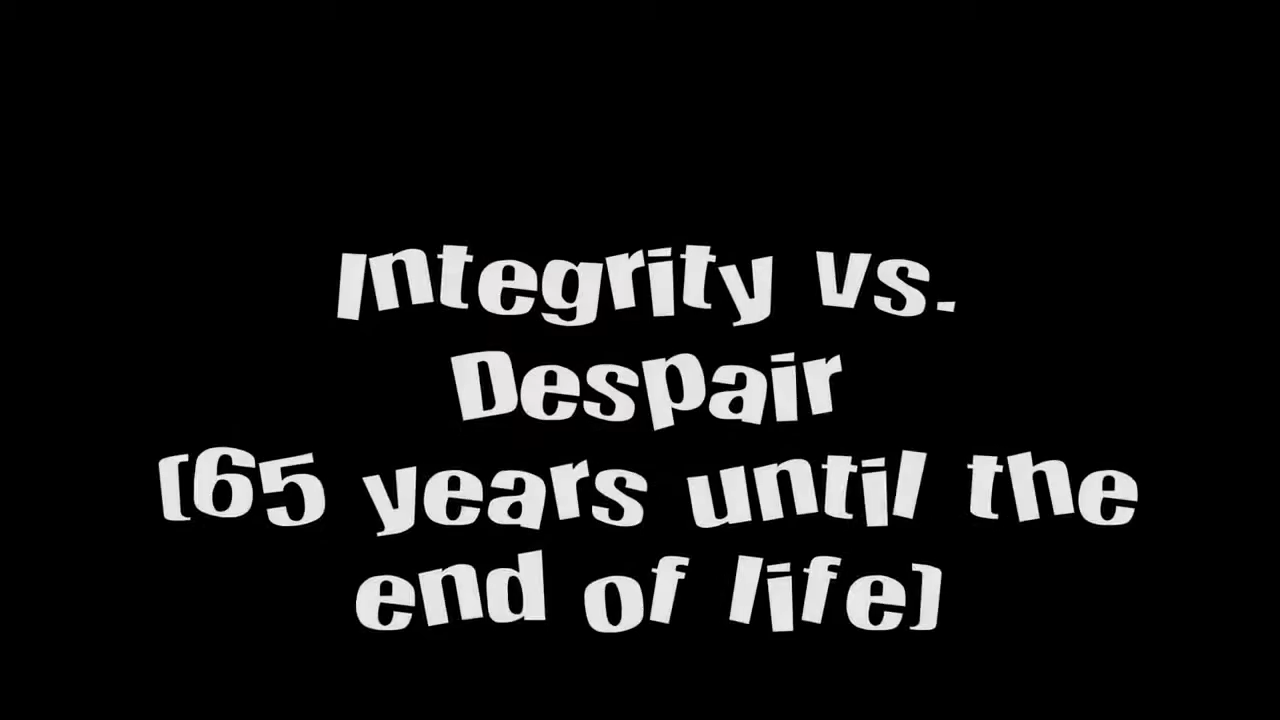 Integrity vs.
Despair
(65 years until the
end of life)